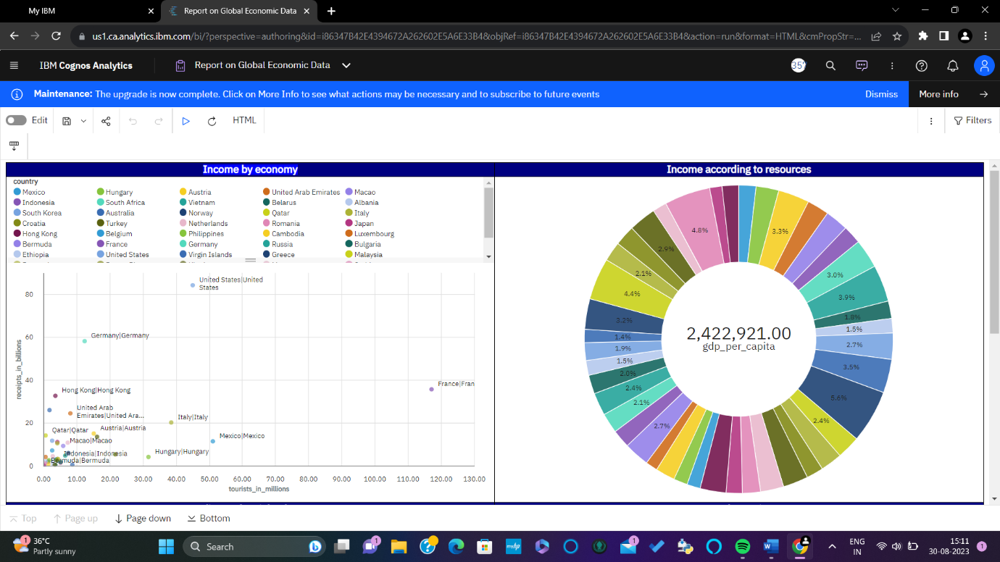 My IBM
Report on Global Economic Data
us1.ca.analytics.ibm.com/bi/?perspective=authoring&id=i86347B42E4394672A262602E5A6E33B4&objRef=i86347B42E4394672A262602E5A6E33B4&action=run&format=HTML&cmPropStr=...
IBM Cognos Analytics
Report on Global Economic Data
Maintenance: The upgrade is now complete. Click on More Info to see what actions may be necessary and to subscribe to future events
Dismiss
More info
Edit
HTML
Filters
Income by economy
country
Mexico Hungary Austria United Arab Emirates Macao
Indonesia South Africa Vietnam Belarus Albania
South Korea Australia Norway Qatar Italy
Croatia Turkey Netherlands Romania Japan
Hong Kong Belgium Philippines Cambodia Luxembourg
Bermuda France Germany Russia Bulgaria
Ethiopia United States Virgin Islands Greece Malaysia
receipts_in_billions
80
60
40
20
0
United States|United
States
Germany|Germany
Hong Kong|Hong Kong
France|Fran
United Arab
Emirates|United Ara...
Italy|Italy
Qatar|Qatar
Austria|Austria
Macao|Macao
Mexico|Mexico
Indonesia|Indonesia
Hungary|Hungary
Bermuda|Bermuda
0.00 10.00 20.00 30.00 40.00 50.00 60.00 70.00 80.00 90.00 100.00 110.00 120.00 130.00
tourists_in_millions
Income according to resources
4.8%
3.3%
2.9%
2.1%
3.0%
4.4%
3.9%
3.2%
1.8%
1.4%
1.5%
1.9%
2.7%
1.5%
2.0%
3.5%
2.4%
5.6%
2.1%
2.4%
2.7%
2,422,921.00
gdp_per_capita
Top
Page up
Page down
Bottom
36°C
Partly sunny
Search
ENG
IN
15:11
30-08-2023